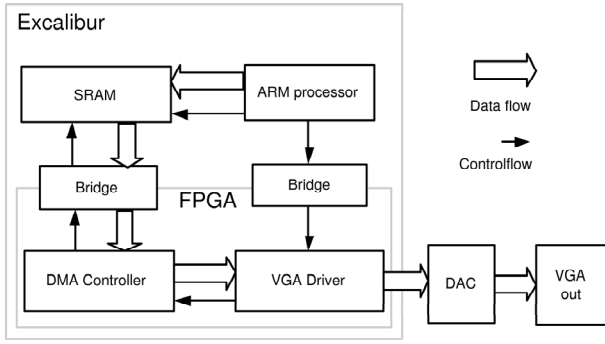 Excalibur
SRAM
ARM processor
Data flow
Controlflow
Bridge
Bridge
FPGA
DMA Controller
VGA Driver
DAC
VGA
out